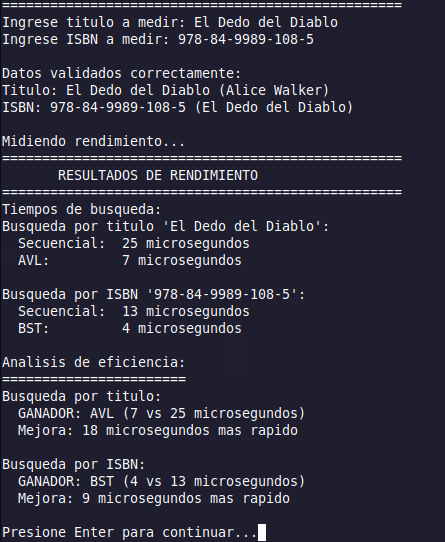 ==================================================
Ingrese titulo a medir: El Dedo del Diablo
Ingrese ISBN a medir: 978-84-9989-108-5
Datos validados correctamente:
Titulo: El Dedo del Diablo (Alice Walker)
ISBN: 978-84-9989-108-5 (El Dedo del Diablo)
Midiendo rendimiento...
==================================================
RESULTADOS DE RENDIMIENTO
==================================================
Tiempos de busqueda:
Busqueda por titulo 'El Dedo del Diablo':
Secuencial: 25 microsegundos
AVL: 7 microsegundos
Busqueda por ISBN '978-84-9989-108-5':
Secuencial: 13 microsegundos
BST: 4 microsegundos
Analisis de eficiencia:
=======================
Busqueda por titulo:
GANADOR: AVL (7 vs 25 microsegundos)
Mejora: 18 microsegundos mas rapido
Busqueda por ISBN:
GANADOR: BST (4 vs 13 microsegundos)
Mejora: 9 microsegundos mas rapido
Presione Enter para continuar...